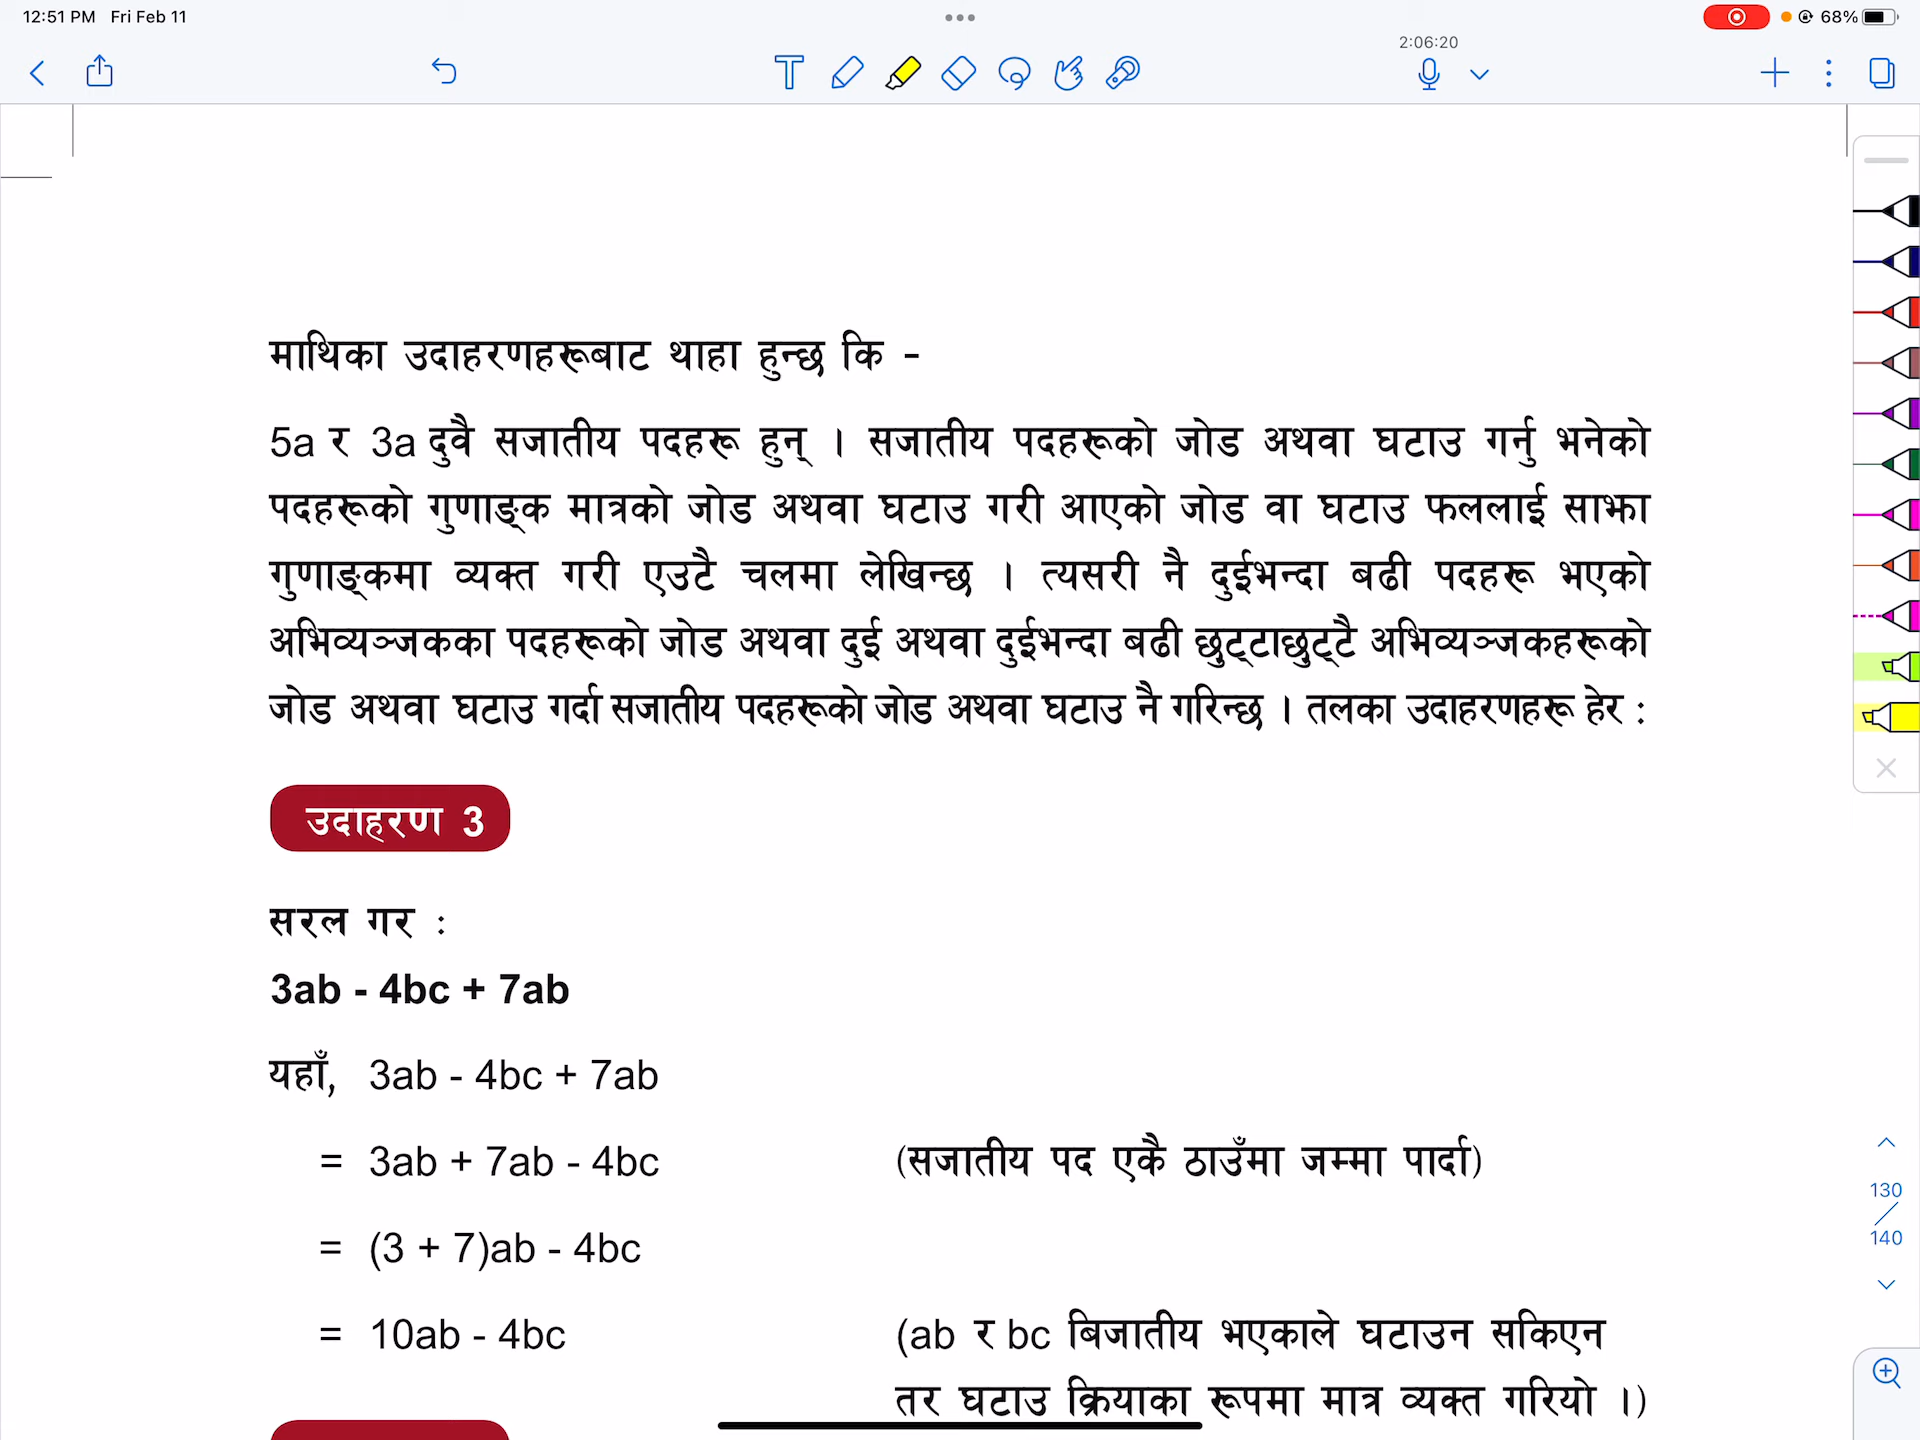 12:51 PM Fri Feb 11
68%
2:06:20
माथिका उदाहरणहरूबाट थाहा हुन्छ कि -
5a र 3a दुवै सजातीय पदहरू हुन् । सजातीय पदहरूको जोड अथवा घटाउ गर्नु भनेको
पदहरूको गुणाङ्क मात्रको जोड अथवा घटाउ गरी आएको जोड वा घटाउ फललाई साझा
गुणाङ्कमा व्यक्त गरी एउटै चलमा लेखिन्छ । त्यसरी नै दुईभन्दा बढी पदहरू भएको
अभिव्यञ्जकका पदहरूको जोड अथवा दुई अथवा दुईभन्दा बढी छुट्टाछुट्टै अभिव्यञ्जकहरूको
जोड अथवा घटाउ गर्दा सजातीय पदहरूको जोड अथवा घटाउ नै गरिन्छ । तलका उदाहरणहरू हेर :
उदाहरण 3
सरल गर :
3ab - 4bc + 7ab
यहाँ, 3ab - 4bc + 7ab
= 3ab + 7ab - 4bc (सजातीय पद एकै ठाउँमा जम्मा पार्दा)
= (3 + 7)ab - 4bc
= 10ab - 4bc (ab र bc बिजातीय भएकाले घटाउन सकिएन
तर घटाउ क्रियाका रूपमा मात्र व्यक्त गरियो ।)
130
/
140